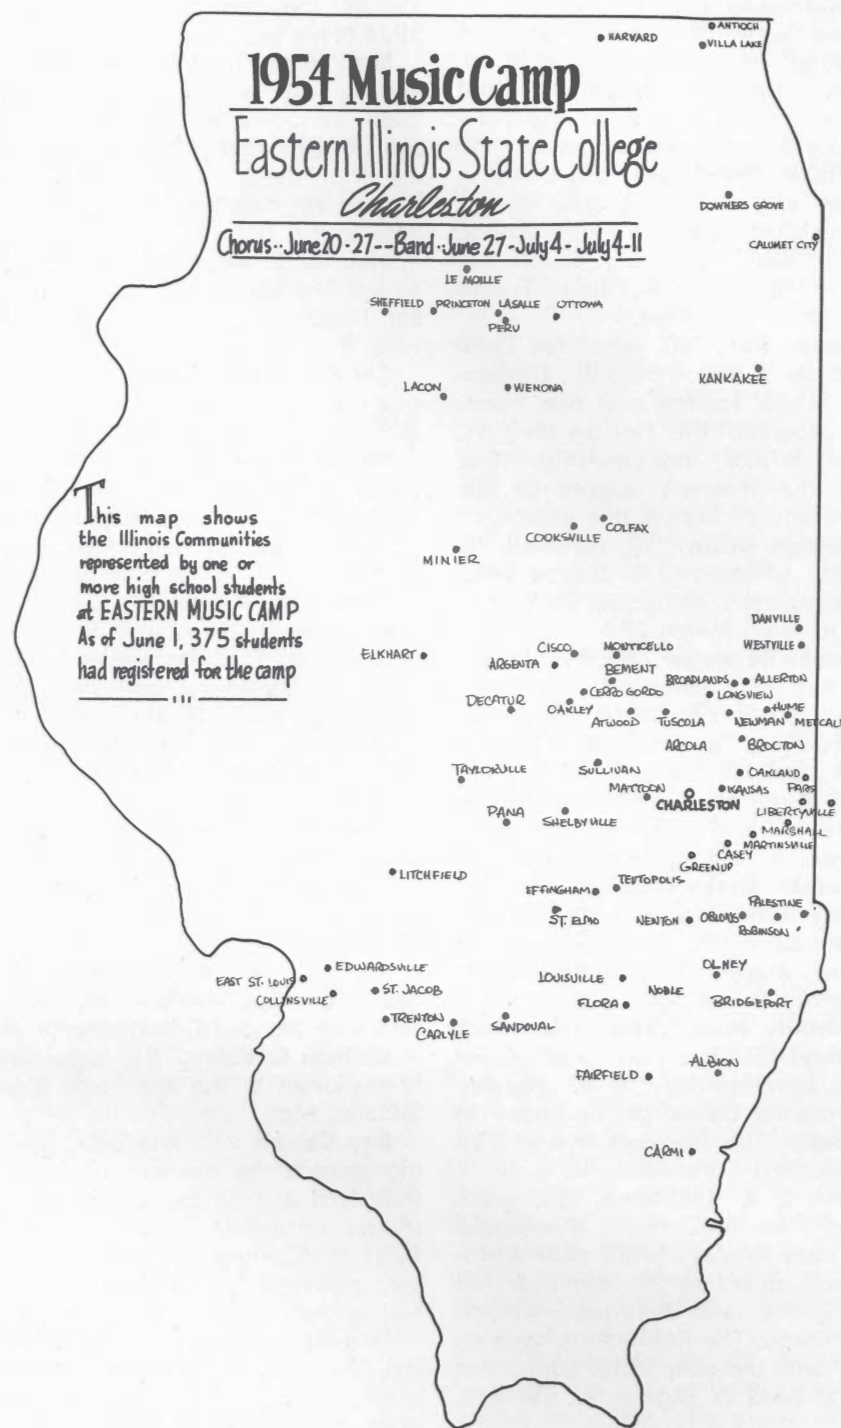 ANTIOCH
HARVARD
VILLA LAKE
1954 Music Camp
Eastern Illinois State College
Charleston
Chorus--June 20-27--Band--June 27-July 4-July 4-11
DOWNERS GROVE
CALUMET CITY
LE MOILLE
SHEFFIELD PRINCETON LASALLE OTTOWA
PERU
KANKAKEE
LACON WENONA
This map shows
the Illinois Communities
represented by one or
more high school students
at EASTERN MUSIC CAMP
As of June 1, 375 students
had registered for the camp
COOKSVILLE COLFAX
MINIER
DANVILLE
WESTVILLE
ELKHART
CISCO MONTICELLO
ARGENTA BEMENT
BROADLANDS ALLERTON
CERRO GORDO LONGVIEW
DECATUR OAKLEY HUME
ATWOOD TUSCOLA NEWMAN METCALF
ARCOLA BROCTON
TAYLORVILLE SULLIVAN OAKLAND
MATTOON KANSAS PARIS
CHARLESTON
PANA SHELBYVILLE LIBERTYVILLE
MARSHALL
MARTINSVILLE
CASEY
GREENUP
LITCHFIELD
EFFINGHAM TEUTOPOLIS
ST. ELMO NEWTON OBLONG PALESTINE
ROBINSON
EDWARDSVILLE OLNEY
EAST ST. LOUIS ST. JACOB LOUISVILLE NOBLE
COLLINSVILLE FLORA BRIDGEPORT
TRENTON CARLYLE SANDOVAL
ALBION
FAIRFIELD
CARMI